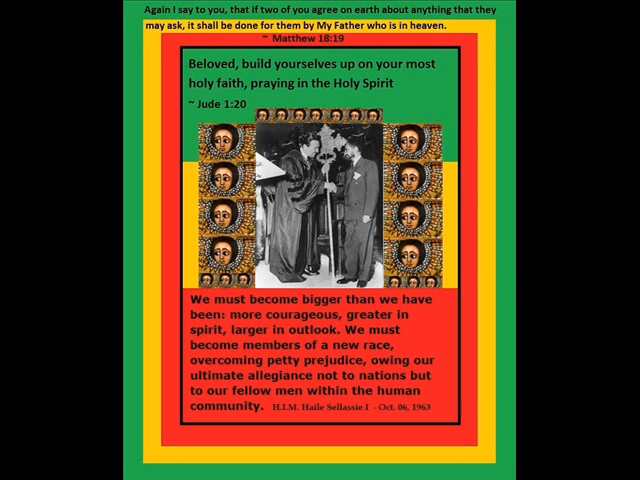 Again I say to you, that if two of you agree on earth about anything that they
may ask, it shall be done for them by My Father who is in heaven.
~ Matthew 18:19
Beloved, build yourselves up on your most
holy faith, praying in the Holy Spirit
~ Jude 1:20
We must become bigger than we have
been: more courageous, greater in
spirit, larger in outlook. We must
become members of a new race,
overcoming petty prejudice, owing our
ultimate allegiance not to nations but
to our fellow men within the human
community. H.I.M. Haile Sellassie I - Oct. 06, 1963